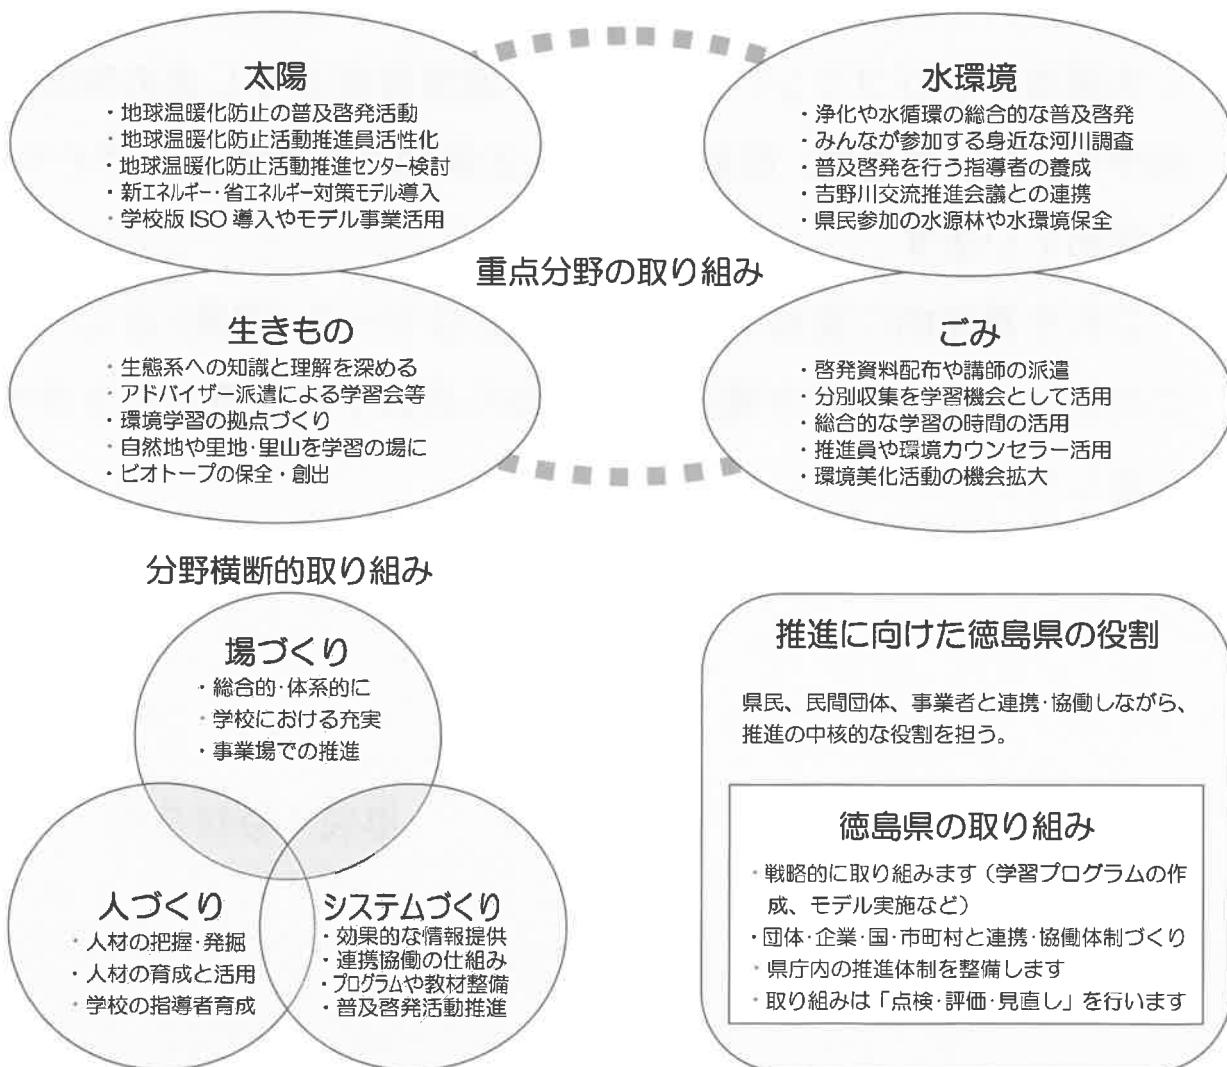 太陽
・地球温暖化防止の普及啓発活動
・地球温暖化防止活動推進員活性化
・地球温暖化防止活動推進センター検討
・新エネルギー・省エネルギー対策モデル導入
・学校版 ISO 導入やモデル事業活用
水環境
・浄化や水循環の総合的な普及啓発
・みんなが参加する身近な河川調査
・普及啓発を行う指導者の養成
・吉野川交流推進会議との連携
・県民参加の水源林や水環境保全
重点分野の取り組み
生きもの
・生態系への知識と理解を深める
・アドバイザー派遣による学習会等
・環境学習の拠点づくり
・自然地や里地・里山を学習の場に
・ビオトープの保全・創出
ごみ
・啓発資料配布や講師の派遣
・分別収集を学習機会として活用
・総合的な学習の時間の活用
・推進員や環境カウンセラー活用
・環境美化活動の機会拡大
分野横断的取り組み
場づくり
・総合的・体系的に
・学校における充実
・事業場での推進
人づくり
・人材の把握・発掘
・人材の育成と活用
・学校の指導者育成
システムづくり
・効果的な情報提供
・連携協働の仕組み
・プログラムや教材整備
・普及啓発活動推進
推進に向けた徳島県の役割
県民、民間団体、事業者と連携・協働しながら、
推進の中核的な役割を担う。
徳島県の取り組み
・戦略的に取り組みます（学習プログラムの作
成、モデル実施など）
・団体・企業・国・市町村と連携・協働体制づくり
・県庁内の推進体制を整備します
・取り組みは「点検・評価・見直し」を行います